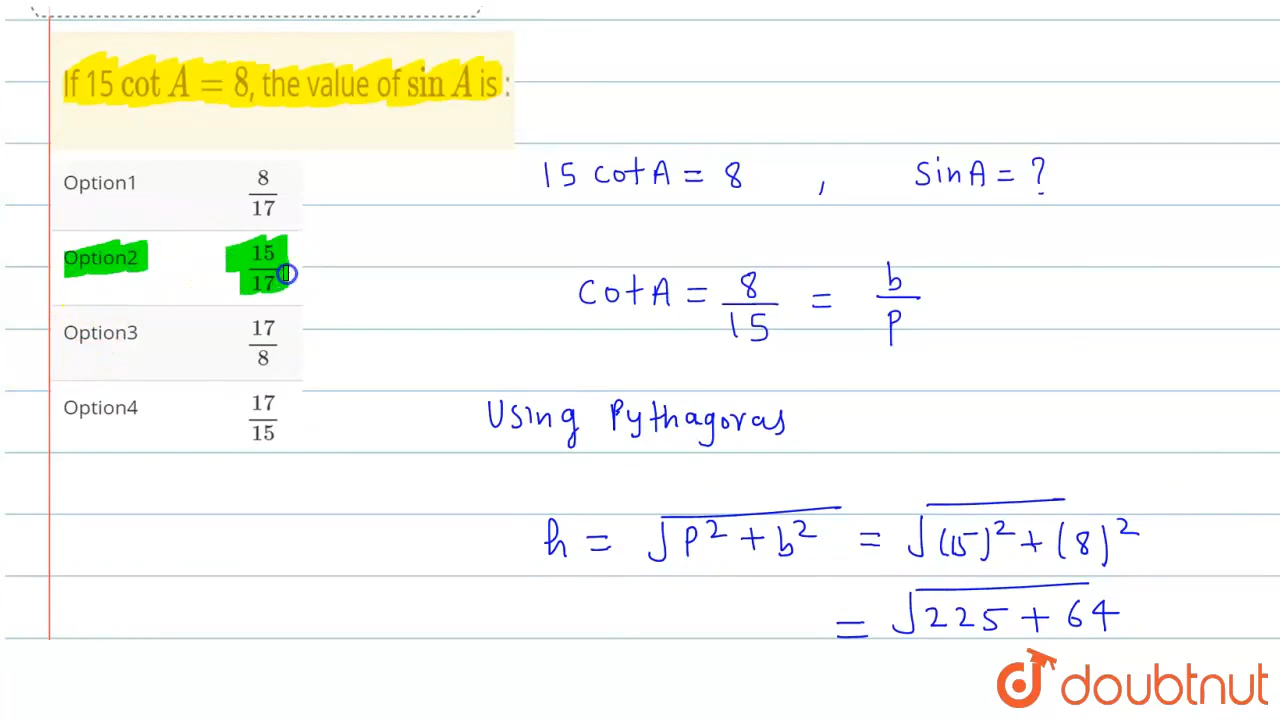 If 15 cot A = 8, the value of sin A is :
Option1 8/17
Option2 15/17
Option3 17/8
Option4 17/15
15 cotA = 8 , sinA = ?
cotA = 8/15 = b/p
Using Pythagoras
h = √(p² + b²) = √((15)² + (8)²)
= √(225 + 64)
doubtnut